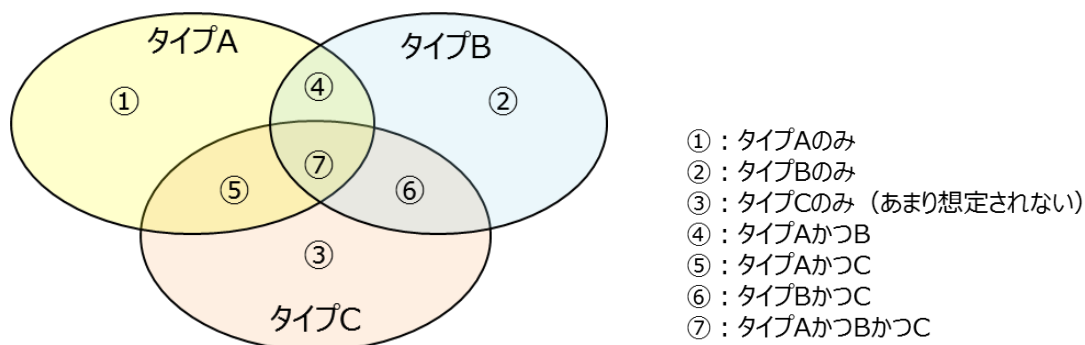 タイプA
タイプB
①
④
②
⑦
⑤
⑥
③
タイプC
①:タイプAのみ
②:タイプBのみ
③:タイプCのみ(あまり想定されない)
④:タイプAかつB
⑤:タイプAかつC
⑥:タイプBかつC
⑦:タイプAかつBかつC